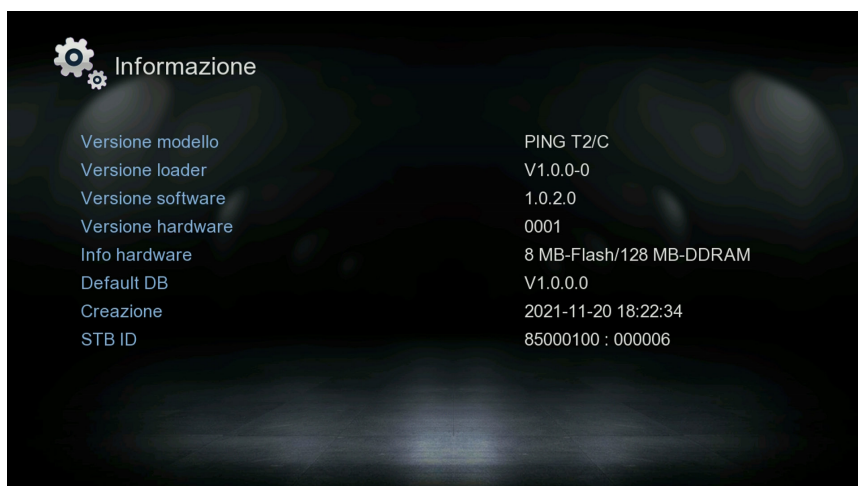 Informazione
Versione modello PING T2/C
Versione loader V1.0.0-0
Versione software 1.0.2.0
Versione hardware 0001
Info hardware 8 MB-Flash/128 MB-DDRAM
Default DB V1.0.0.0
Creazione 2021-11-20 18:22:34
STB ID 85000100 : 000006